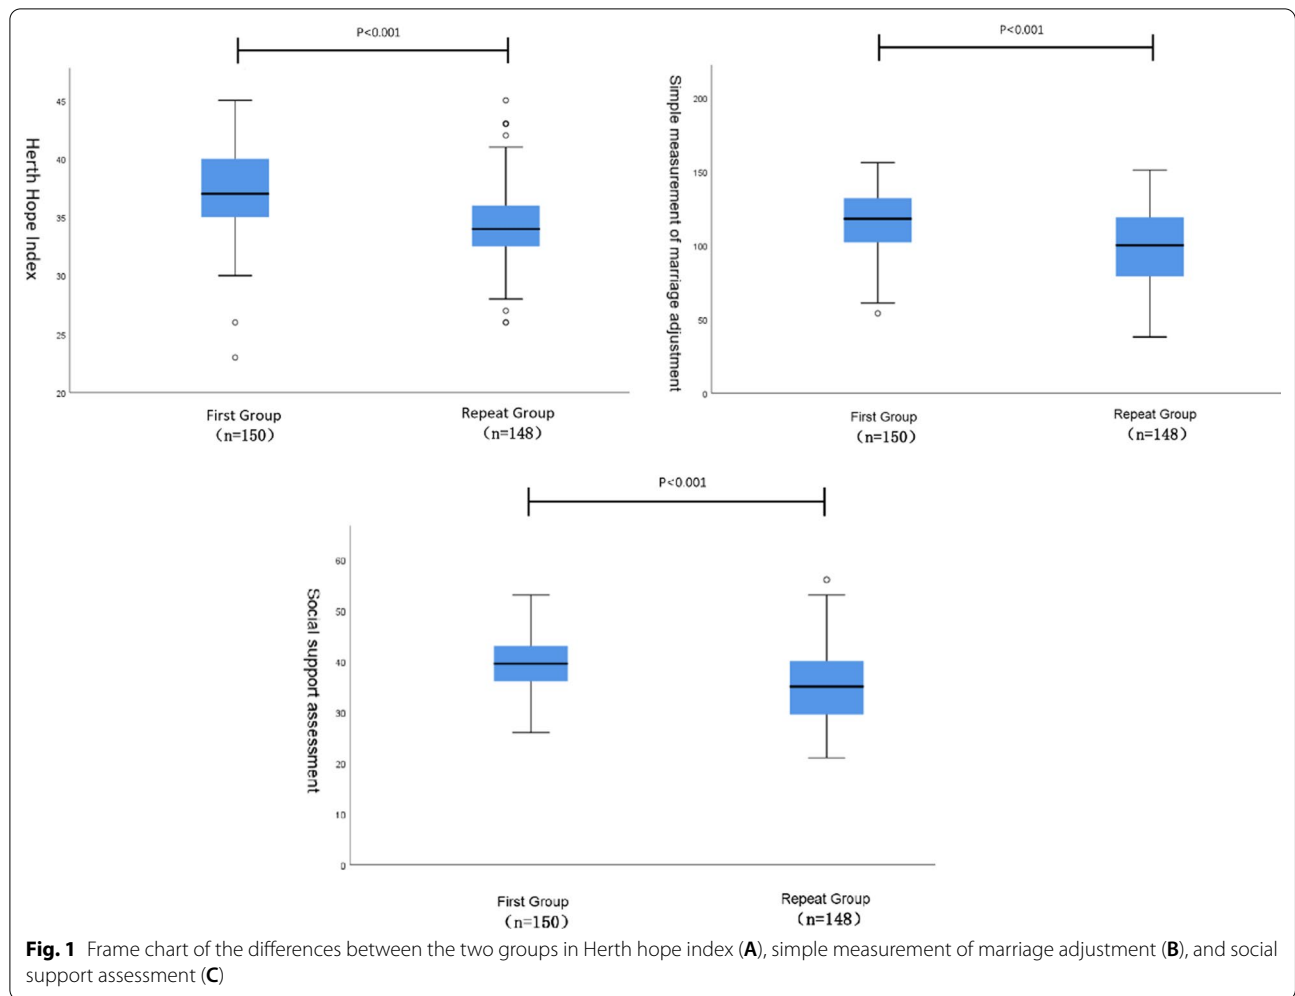 P<0.001
Herth Hope Index
45
40
35
30
25
20
First Group
（n=150）
Repeat Group
（n=148）
P<0.001
Simple measurement of marriage adjustment
200
150
100
50
0
First Group
（n=150）
Repeat Group
（n=148）
P<0.001
Social support assessment
60
50
40
30
20
10
0
First Group
（n=150）
Repeat Group
（n=148）
Fig. 1 Frame chart of the differences between the two groups in Herth hope index (A), simple measurement of marriage adjustment (B), and social
support assessment (C)